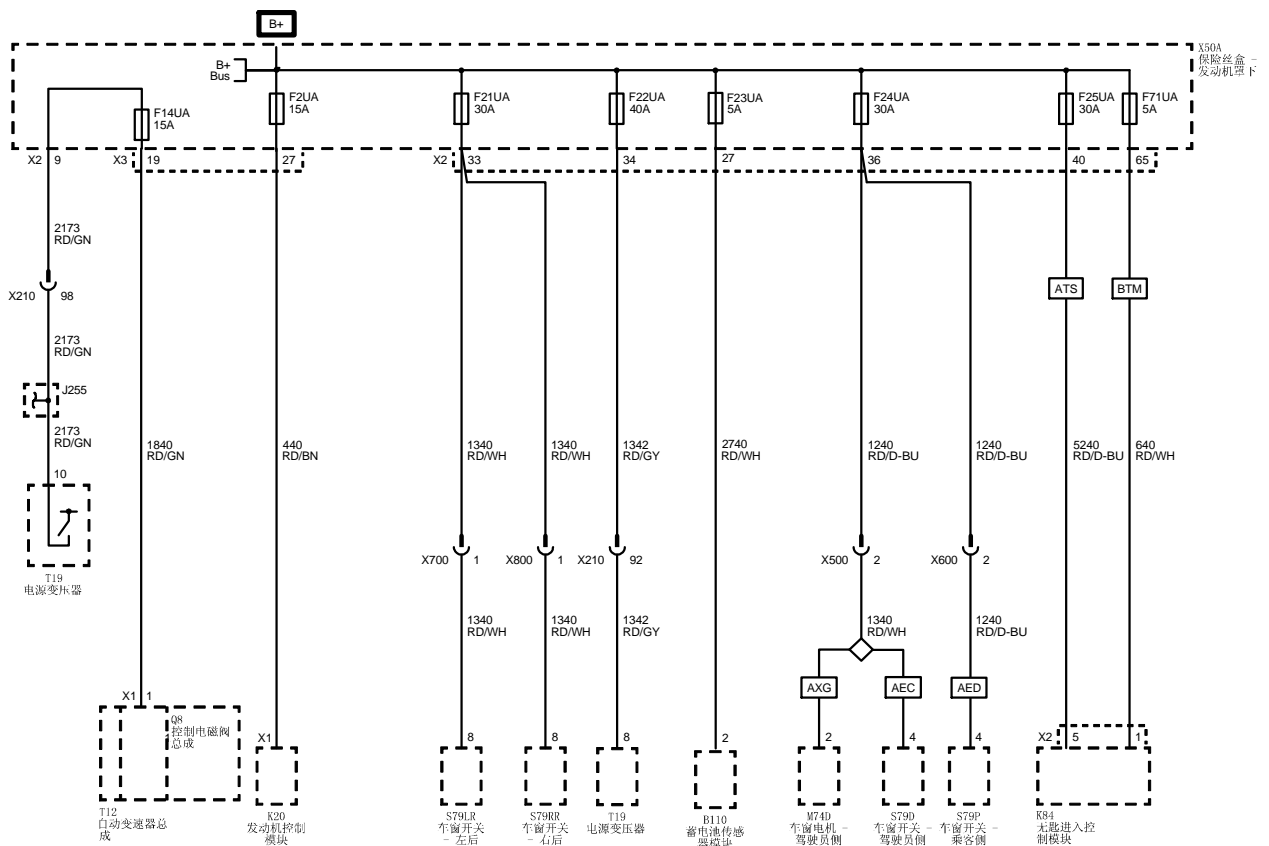 B+
X50A
保险丝盒 -
发动机罩下
B+
Bus
F14UA
15A
F2UA
15A
F21UA
30A
F22UA
40A
F23UA
5A
F24UA
30A
F25UA
30A
F71UA
5A
X2 9
X3 19
27
X2 33
34
27
36
40
65
2173
RD/GN
X210 98
ATS
BTM
2173
RD/GN
J255
2173
RD/GN
1840
RD/GN
440
RD/BN
1340
RD/WH
1340
RD/WH
1342
RD/GY
2740
RD/WH
1240
RD/D-BU
1240
RD/D-BU
5240
RD/D-BU
640
RD/WH
10
T19
电源变压器
X700 1
X800 1
X210 92
X500 2
X600 2
1340
RD/WH
1340
RD/WH
1342
RD/GY
1340
RD/WH
1240
RD/D-BU
AXG
AEC
AED
X1 1
Q8
控制电磁阀
总成
X1
8
8
8
2
2
4
4
X2 5
1
T12
自动变速器总
成
K20
发动机控制
模块
S79LR
车窗开关
- 左后
S79RR
车窗开关
- 右后
T19
电源变压器
B110
蓄电池传感
器模块
M74D
车窗电机 -
驾驶员侧
S79D
车窗开关 -
驾驶员侧
S79P
车窗开关 -
乘客侧
K84
无匙进入控
制模块